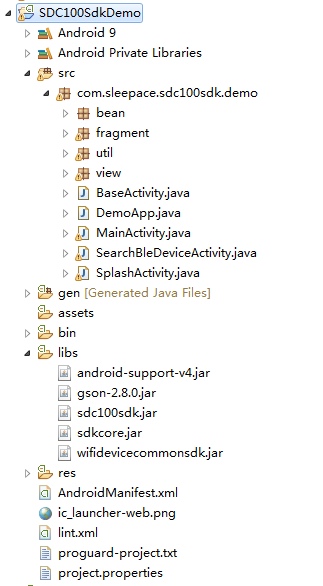 SDC100SdkDemo
Android 9
Android Private Libraries
src
com.sleepace.sdc100sdk.demo
bean
fragment
util
view
BaseActivity.java
DemoApp.java
MainActivity.java
SearchBleDeviceActivity.java
SplashActivity.java
gen [Generated Java Files]
assets
bin
libs
android-support-v4.jar
gson-2.8.0.jar
sdc100sdk.jar
sdkcore.jar
wifidevicecommonsdk.jar
res
AndroidManifest.xml
ic_launcher-web.png
lint.xml
proguard-project.txt
project.properties